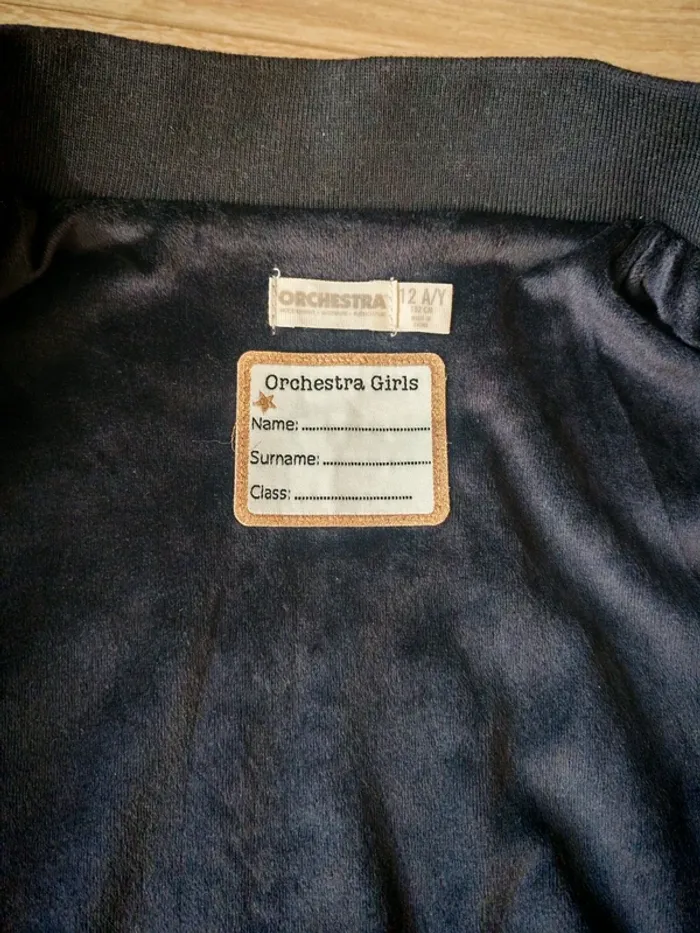 ORCHESTRA
12 A/Y
Orchestra Girls
Name:
Surname:
Class: